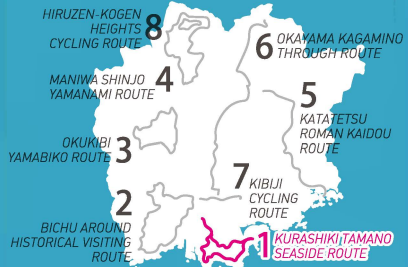 HIRUZEN-KOGEN
HEIGHTS
CYCLING ROUTE
8
6
OKAYAMA KAGAMINO
THROUGH ROUTE
MANIWA SHINJO
YAMANAMI ROUTE
4
5
KATATETSU
ROMAN KAIDOU
ROUTE
OKUKIBI
YAMABIKO ROUTE
3
7
KIBIJI
CYCLING
ROUTE
2
BICHU AROUND
HISTORICAL VISITING
ROUTE
1
KURASHIKI TAMANO
SEASIDE ROUTE